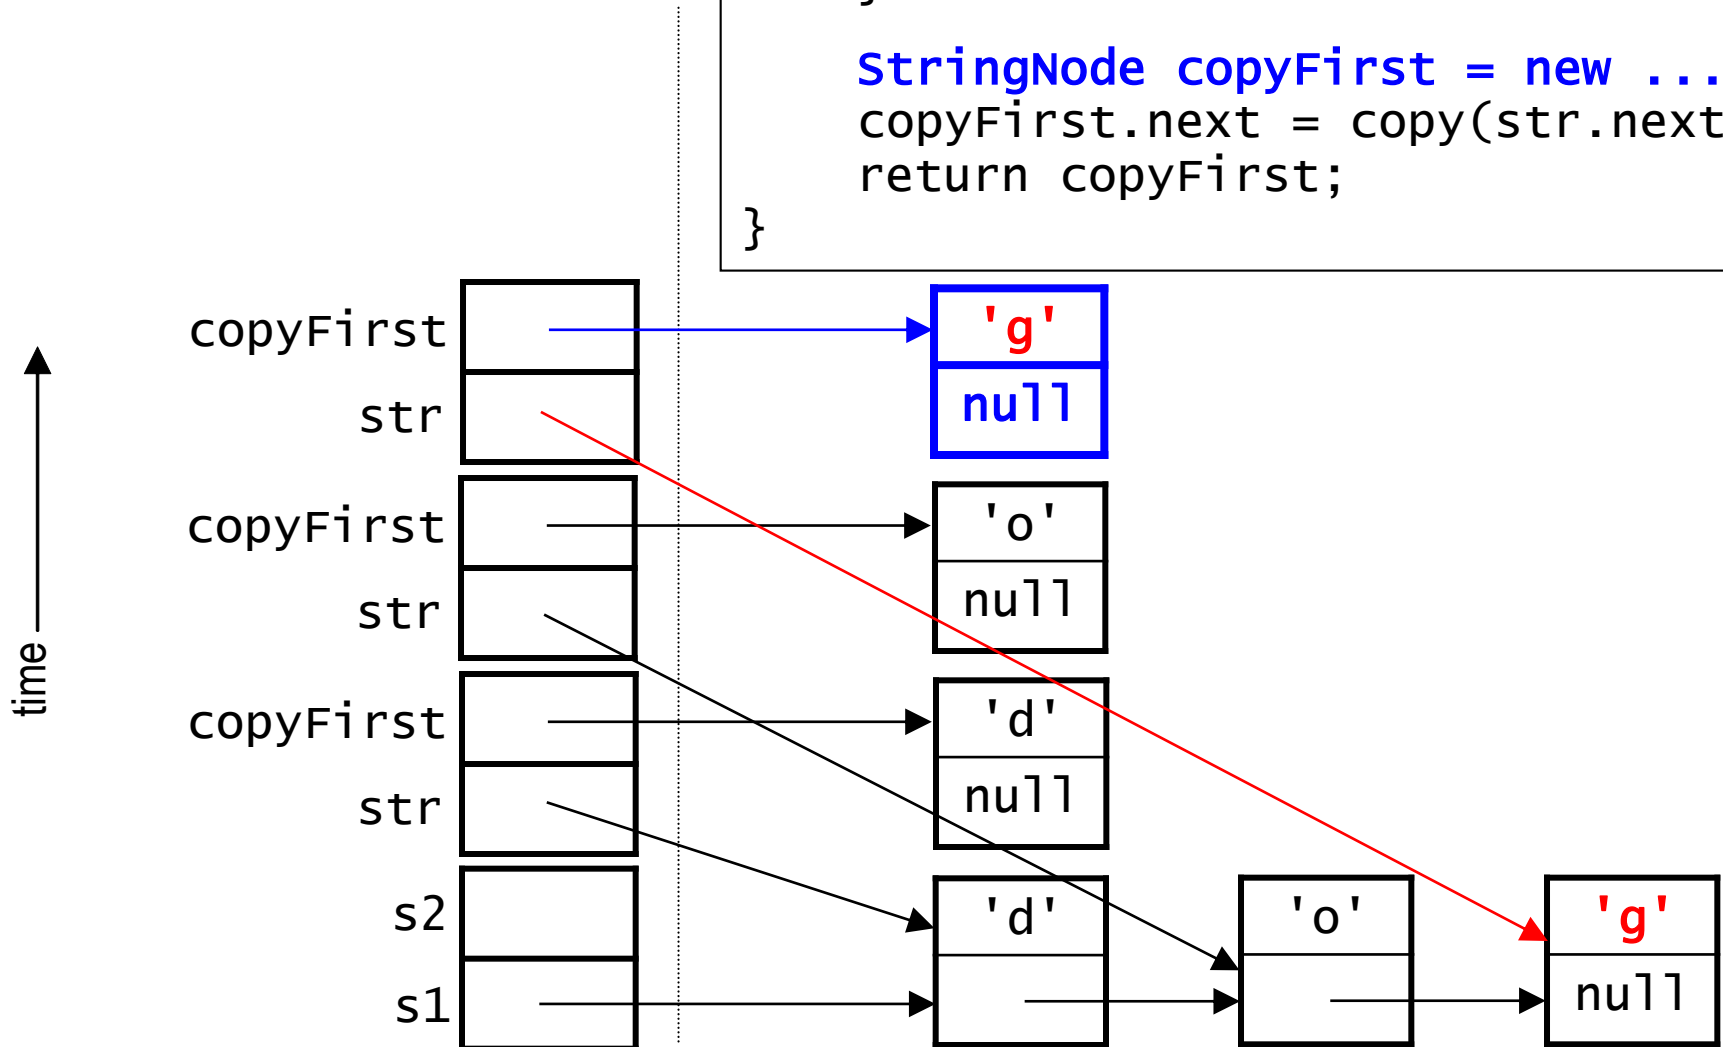 }
StringNode copyFirst = new ...
copyFirst.next = copy(str.next
return copyFirst;
}
copyFirst
'g'
str
null
copyFirst
'o'
str
null
time
copyFirst
'd'
str
null
s2
'd' 'o' 'g'
s1
null